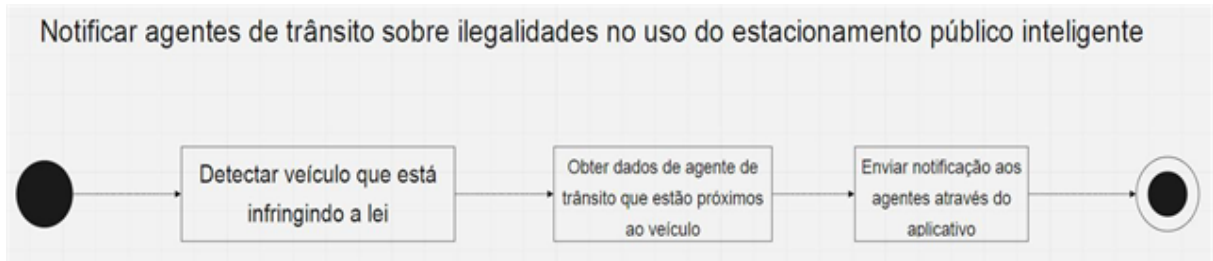 Notificar agentes de trânsito sobre ilegalidades no uso do estacionamento público inteligente
Detectar veículo que está
infringindo a lei
Obter dados de agente de
trânsito que estão próximos
ao veículo
Enviar notificação aos
agentes através do
aplicativo